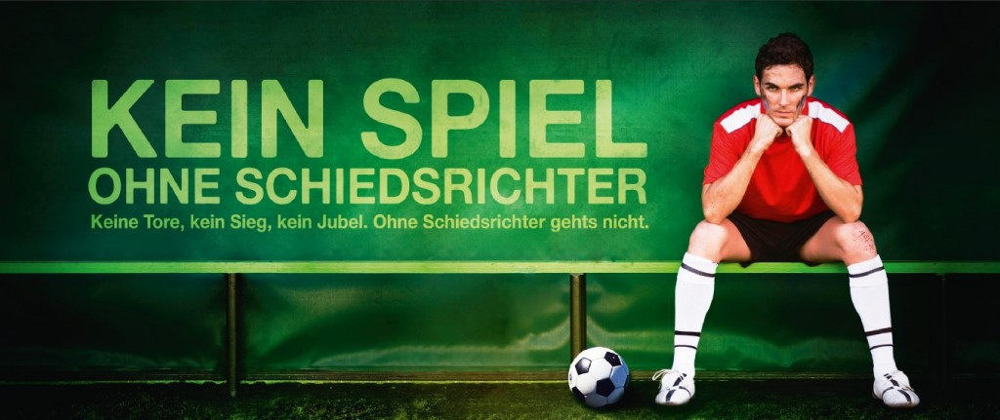 KEIN SPIEL
OHNE SCHIEDSRICHTER
Keine Tore, kein Sieg, kein Jubel. Ohne Schiedsrichter gehts nicht.